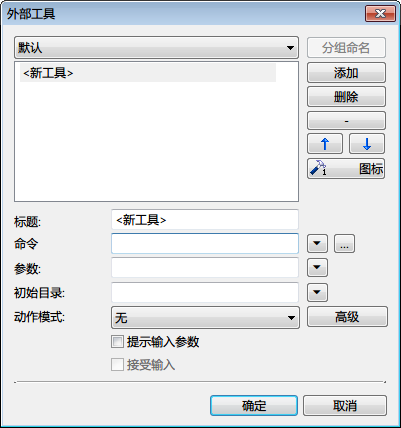 外部工具
默认
分组命名
<新工具>
添加
删除
-
1 图标
标题: <新工具>
命令
...
参数:
初始目录:
动作模式: 无
高级
提示输入参数
接受输入
确定 取消